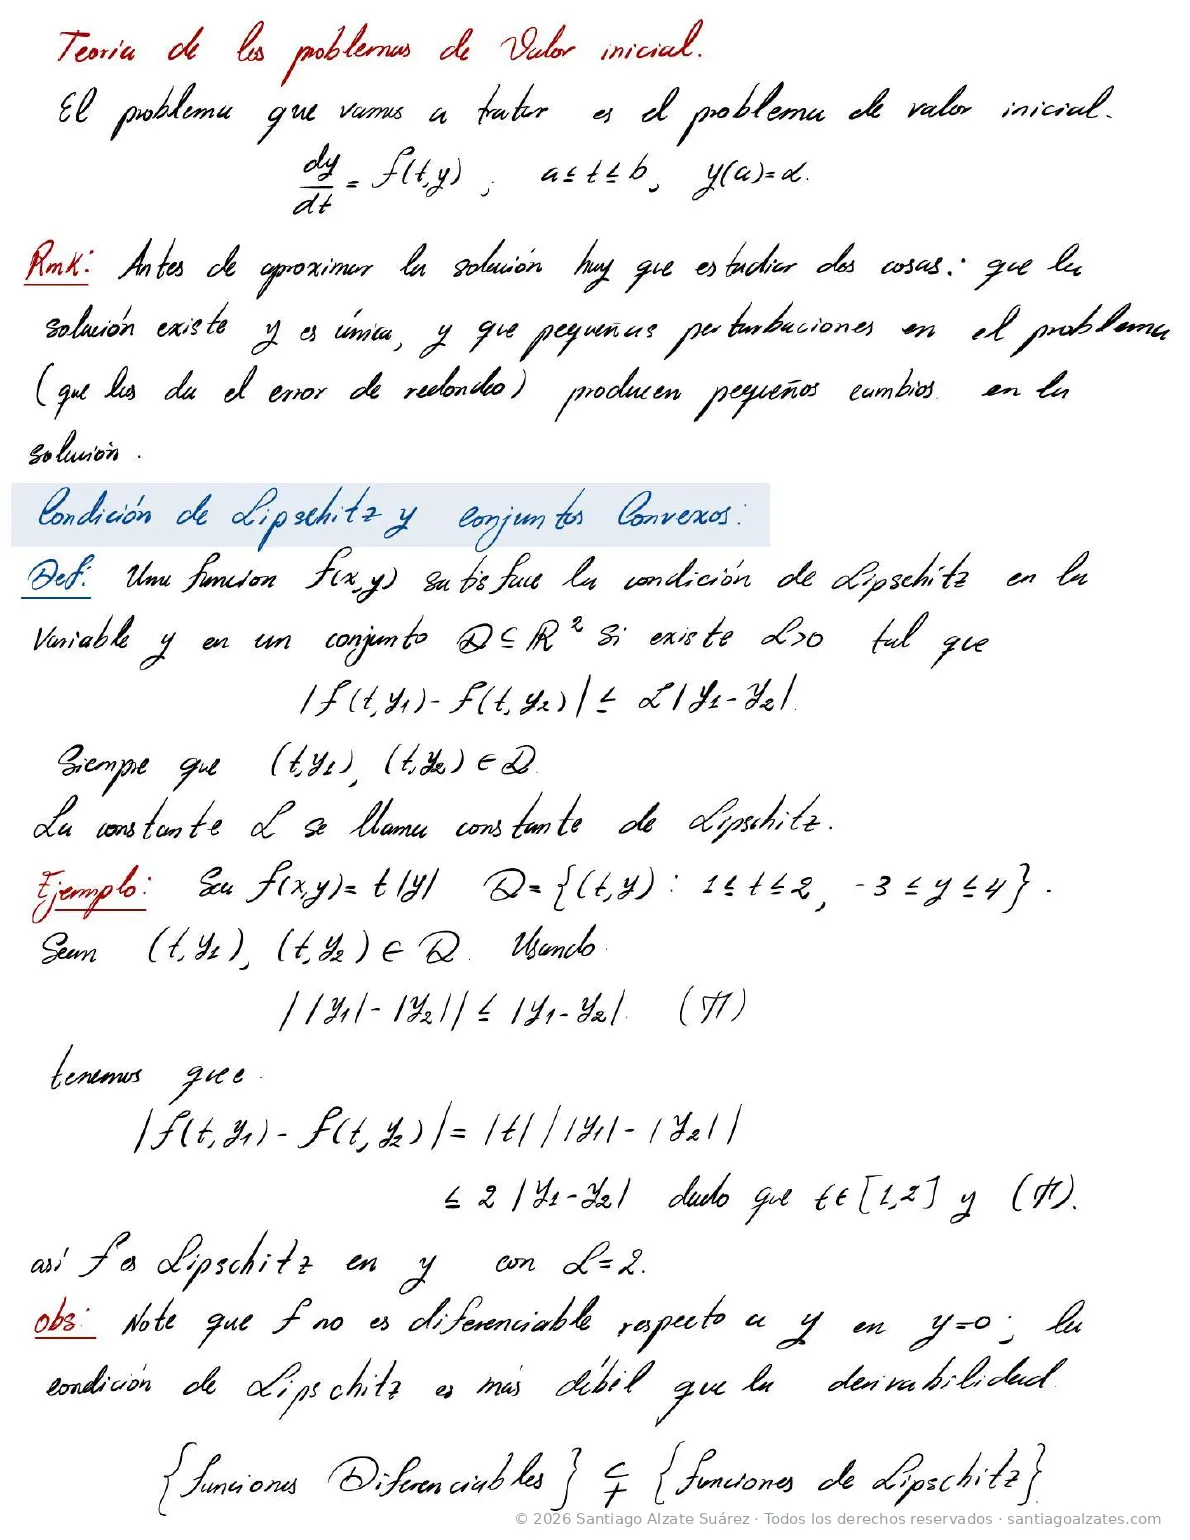 Teoría de los problemas de Valor inicial.
El problema que vamos a tratar es el problema de valor inicial.
dy/dt = f(t,y) ; a ≤ t ≤ b, y(a)=α.
Rmk: Antes de aproximar la solución hay que estudiar dos cosas: que la
solución existe y es única, y que pequeñas perturbaciones en el problema
(que las da el error de redondeo) producen pequeños cambios en la
solución.
Condición de Lipschitz y conjuntos Convexos:
Def: Una funcion f(x,y) satisface la condición de Lipschitz en la
Variable y en un conjunto D ⊆ ℝ² si existe L>0 tal que
|f(t,y₁) - f(t,y₂)| ≤ L|y₁-y₂|.
Siempre que (t,y₁), (t,y₂) ∈ D.
La constante L se llama constante de Lipschitz.
Ejemplo: Sea f(x,y)= t|y| D= {(t,y) : 1 ≤ t ≤ 2, -3 ≤ y ≤ 4}.
Sean (t,y₁), (t,y₂) ∈ D. Usando
||y₁| - |y₂|| ≤ |y₁-y₂|. (π)
tenemos que
|f(t,y₁) - f(t,y₂)| = |t| ||y₁| - |y₂||
≤ 2 |y₁-y₂| dado que t∈[1,2] y (π).
así f es Lipschitz en y con L=2.
obs: Note que f no es diferenciable respecto a y en y=0; la
condición de Lipschitz es más débil que la derivabilidad
{funciones Diferenciables} ⊊ {funciones de Lipschitz}
© 2026 Santiago Alzate Suárez · Todos los derechos reservados · santiagoalzates.com